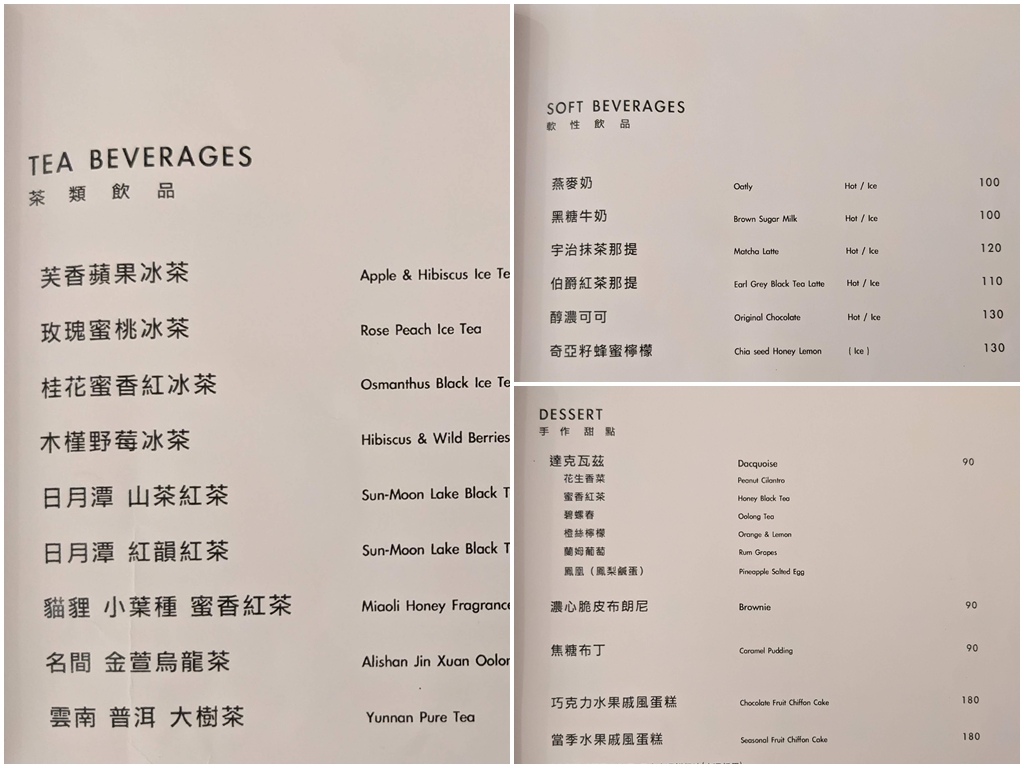 TEA BEVERAGES
茶類飲品
芙香蘋果冰茶 Apple & Hibiscus Ice Te
玫瑰蜜桃冰茶 Rose Peach Ice Tea
桂花蜜香紅冰茶 Osmanthus Black Ice Te
木槿野莓冰茶 Hibiscus & Wild Berries
日月潭 山茶紅茶 Sun-Moon Lake Black T
日月潭 紅韻紅茶 Sun-Moon Lake Black T
貓貍 小葉種 蜜香紅茶 Miaoli Honey Fragrance
名間 金萱烏龍茶 Alishan Jin Xuan Oolon
雲南 普洱 大樹茶 Yunnan Pure Tea
SOFT BEVERAGES
軟性飲品
燕麥奶 Oatly Hot / Ice 100
黑糖牛奶 Brown Sugar Milk Hot / Ice 100
宇治抹茶那提 Matcha Latte Hot / Ice 120
伯爵紅茶那提 Earl Grey Black Tea Latte Hot / Ice 110
醇濃可可 Original Chocolate Hot / Ice 130
奇亞籽蜂蜜檸檬 Chia seed Honey Lemon ( Ice ) 130
DESSERT
手作甜點
達克瓦茲 Dacquoise 90
花生香菜 Peanut Cilantro
蜜香紅茶 Honey Black Tea
碧螺春 Oolong Tea
橙絲檸檬 Orange & Lemon
蘭姆葡萄 Rum Grapes
鳳凰（鳳梨鹹蛋） Pineapple Salted Egg
濃心脆皮布朗尼 Brownie 90
焦糖布丁 Caramel Pudding 90
巧克力水果戚風蛋糕 Chocolate Fruit Chiffon Cake 180
當季水果戚風蛋糕 Seasonal Fruit Chiffon Cake 180